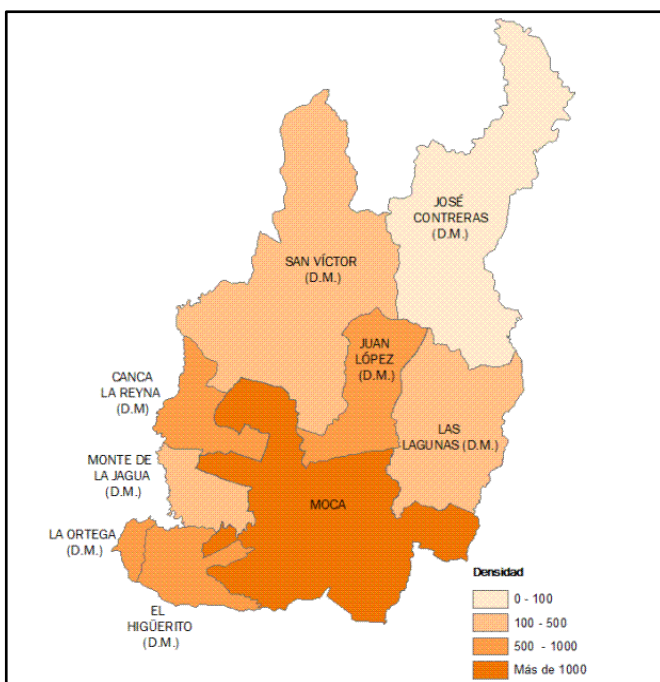 JOSÉ
CONTRERAS
(D.M.)
SAN VÍCTOR
(D.M.)
JUAN
LÓPEZ
(D.M.)
CANCA
LA REYNA
(D.M)
LAS
LAGUNAS (D.M.)
MONTE DE
LA JAGUA
(D.M.)
MOCA
LA ORTEGA
(D.M.)
EL
HIGÜERITO
(D.M.)
Densidad
0 - 100
100 - 500
500 - 1000
Más de 1000